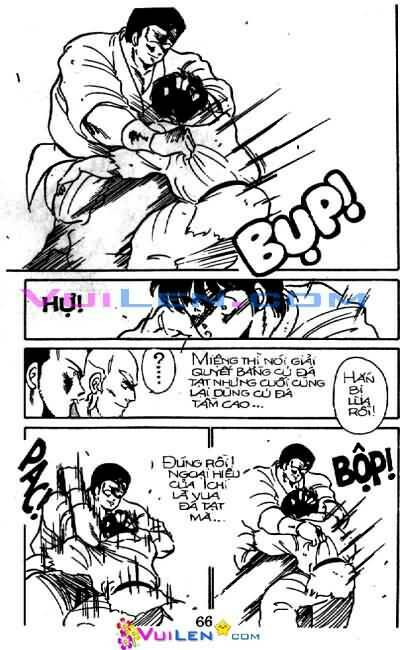 BỤP!
HỰ!
VUILEN.COM
?
MIỆNG THÌ NÓI GIẢI
QUYẾT BẰNG CÚ ĐÁ
TẠT NHƯNG CUỐI CÙNG
LẠI DÙNG CÚ ĐÁ
TẦM CAO...
HẮN
BỊ
LỪA
RỒI!
PẠC!
ĐÚNG RỒI!
NGOẠI HIỆU
CỦA ICHI
LÀ VUA
ĐÁ TẠT
MÀ...
BỘP!
66
VUILEN.COM